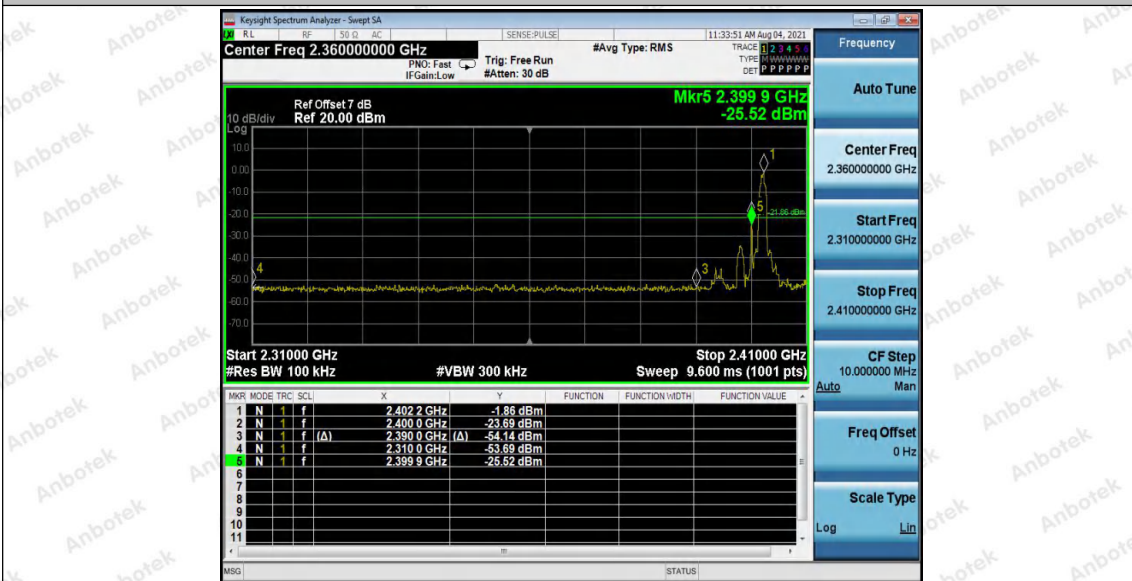 Keysight Spectrum Analyzer - Swept SA
LXI RL RF 50 Ω AC SENSE:PULSE 11:33:51 AM Aug 04, 2021
Center Freq 2.360000000 GHz #Avg Type: RMS TRACE 1 2 3 4 5 6
PNO: Fast Trig: Free Run TYPE M WWWWW
IFGain:Low #Atten: 30 dB DET P P P P P P
Mkr5 2.399 9 GHz
Ref Offset 7 dB
10 dB/div Ref 20.00 dBm -25.52 dBm
Log
10.0
0.00
-10.0
-20.0
-30.0
-40.0
-50.0
-60.0
-70.0
1
5
-21.86 dBm
3
4
Start 2.31000 GHz Stop 2.41000 GHz
#Res BW 100 kHz #VBW 300 kHz Sweep 9.600 ms (1001 pts)
MKR MODE TRC SCL X Y FUNCTION FUNCTION WIDTH FUNCTION VALUE
1 N 1 f 2.402 2 GHz -1.86 dBm
2 N 1 f 2.400 0 GHz -23.69 dBm
3 N 1 f (Δ) 2.390 0 GHz (Δ) -54.14 dBm
4 N 1 f 2.310 0 GHz -53.69 dBm
5 N 1 f 2.399 9 GHz -25.52 dBm
6
7
8
9
10
11
MSG STATUS
Frequency
Auto Tune
Center Freq
2.360000000 GHz
Start Freq
2.310000000 GHz
Stop Freq
2.410000000 GHz
CF Step
10.000000 MHz
Auto Man
Freq Offset
0 Hz
Scale Type
Log Lin
Anbotek